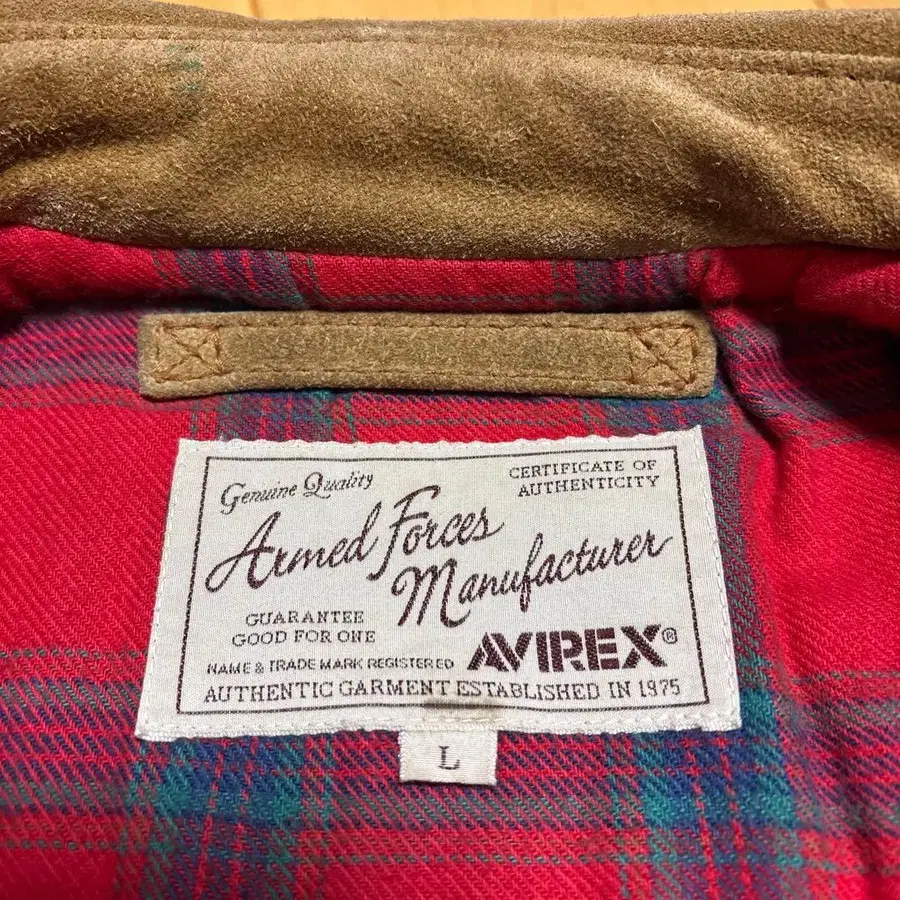 Genuine Quality
CERTIFICATE OF
AUTHENTICITY
Armed Forces
Manufacturer
GUARANTEE
GOOD FOR ONE
NAME & TRADE MARK REGISTERED
AVIREX®
AUTHENTIC GARMENT ESTABLISHED IN 1975
L